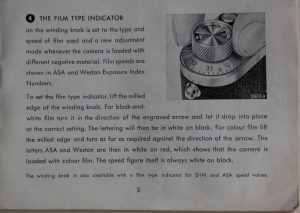 4 THE FILM TYPE INDICATOR
on the winding knob is set to the type and
speed of film used and a new adjustment
made whenever the camera is loaded with
different negative material. Film speeds are
shown in ASA and Weston Exposure Index
Numbers.
To set the film type indicator, lift the milled
edge of the winding knob. For black-and-
white film turn it in the direction of the engraved arrow and let it drop into place
at the correct setting. The lettering will then be in white on black. For colour film lift
the milled edge and turn as far as required against the direction of the arrow. The
letters ASA and Weston are then in white on red, which shows that the camera is
loaded with colour film. The speed figure itself is always white on black.
The winding knob is also available with a film type indicator for DIN and ASA speed values.
5